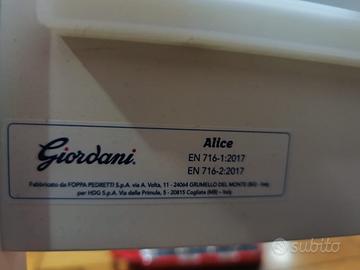 Giordani.
Alice
EN 716-1:2017
EN 716-2:2017
Fabbricato da FOPPA PEDRETTI S.p.A. via A. Volta, 11 - 24064 GRUMELLO DEL MONTE (BG) - Italy
per HDG S.p.A. Via delle Primule, 5 - 20815 Cogliate (MB) - Italy
subito